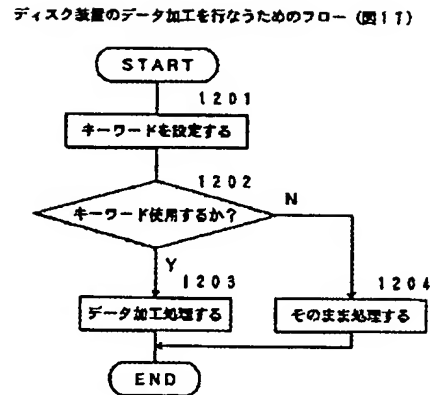 ディスク装置のデータ加工を行なうためのフロー（図17）
START
1201
キーワードを設定する
1202
キーワード使用するか？
N
Y
1203
データ加工処理する
1204
そのまま処理する
END